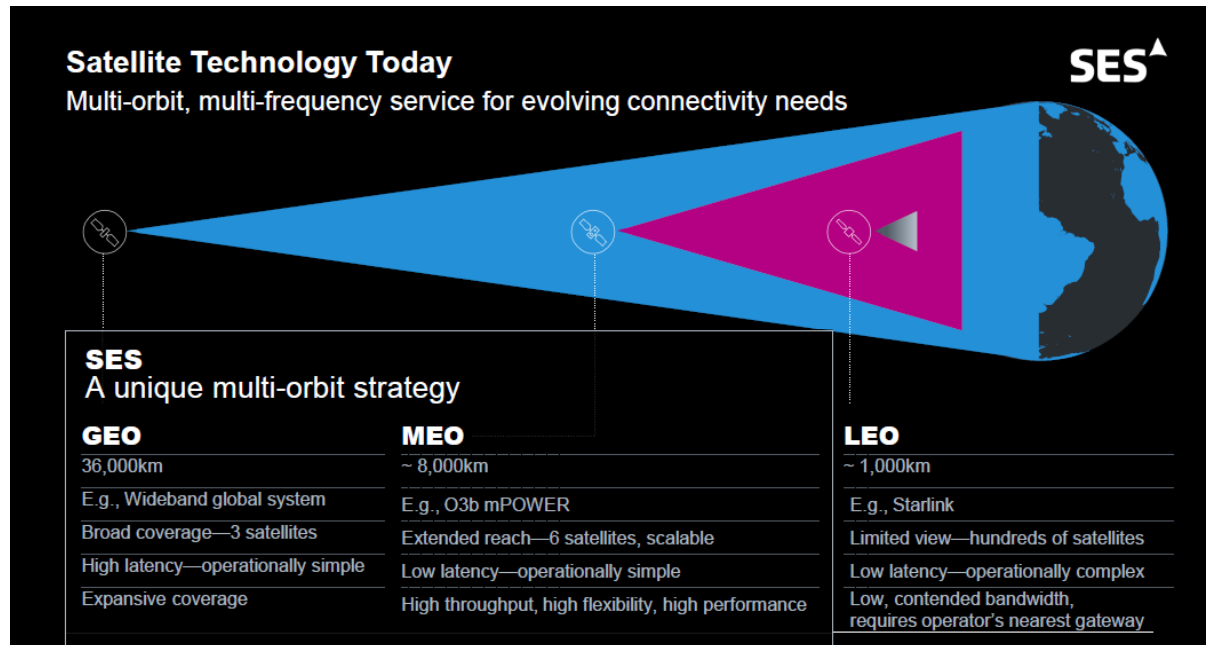 Satellite Technology Today
Multi-orbit, multi-frequency service for evolving connectivity needs
SES
SES
A unique multi-orbit strategy
GEO
36,000km
E.g., Wideband global system
Broad coverage—3 satellites
High latency—operationally simple
Expansive coverage
MEO
~ 8,000km
E.g., O3b mPOWER
Extended reach—6 satellites, scalable
Low latency—operationally simple
High throughput, high flexibility, high performance
LEO
~ 1,000km
E.g., Starlink
Limited view—hundreds of satellites
Low latency—operationally complex
Low, contended bandwidth,
requires operator's nearest gateway